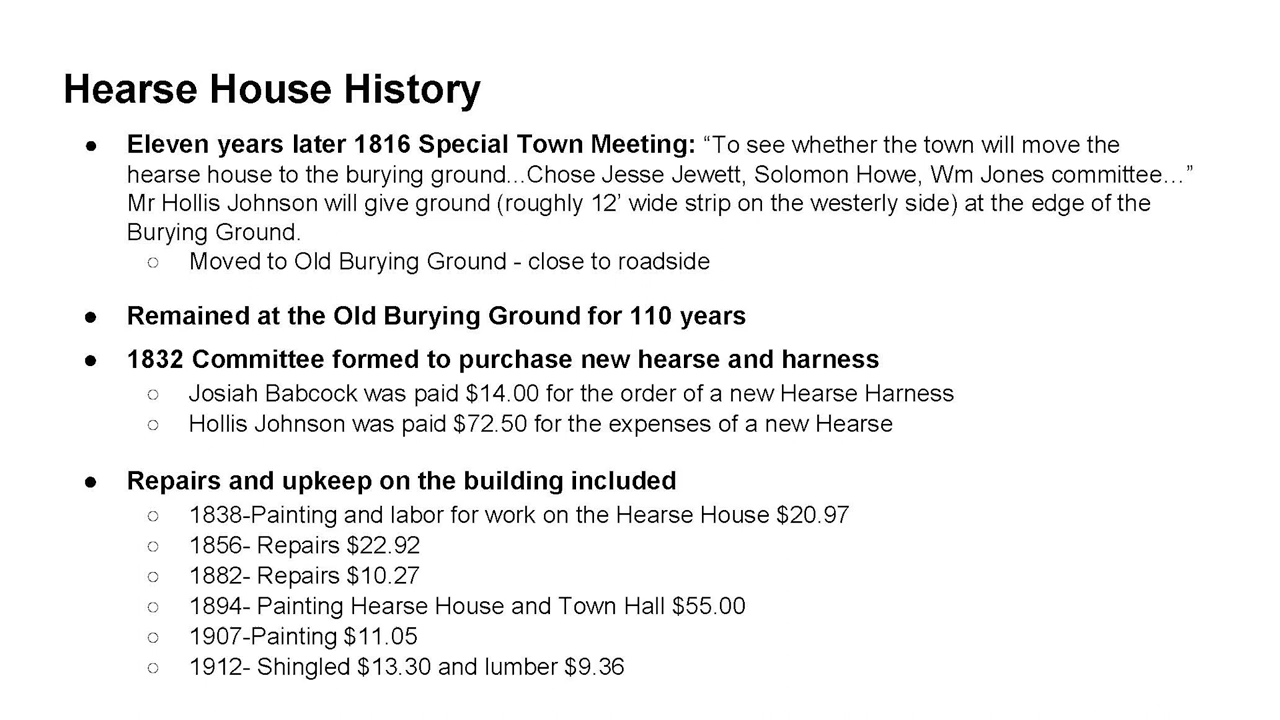 Hearse House History
● Eleven years later 1816 Special Town Meeting: “To see whether the town will move the
hearse house to the burying ground...Chose Jesse Jewett, Solomon Howe, Wm Jones committee…”
Mr Hollis Johnson will give ground (roughly 12’ wide strip on the westerly side) at the edge of the
Burying Ground.
○ Moved to Old Burying Ground - close to roadside
● Remained at the Old Burying Ground for 110 years
● 1832 Committee formed to purchase new hearse and harness
○ Josiah Babcock was paid $14.00 for the order of a new Hearse Harness
○ Hollis Johnson was paid $72.50 for the expenses of a new Hearse
● Repairs and upkeep on the building included
○ 1838-Painting and labor for work on the Hearse House $20.97
○ 1856- Repairs $22.92
○ 1882- Repairs $10.27
○ 1894- Painting Hearse House and Town Hall $55.00
○ 1907-Painting $11.05
○ 1912- Shingled $13.30 and lumber $9.36